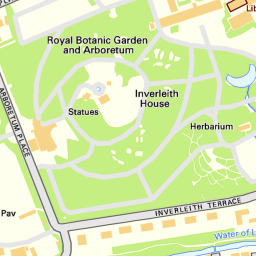 Royal Botanic Garden
and Arboretum
Inverleith
House
Statues
Herbarium
ARBORETUM PLACE
INVERLEITH TERRACE
Pav
Water of L